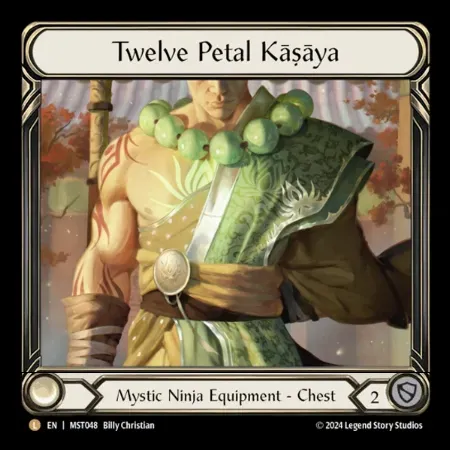 Twelve Petal Kāṣāya
Mystic Ninja Equipment - Chest
2
L EN | MST048 Billy Christian
© 2024 Legend Story Studios